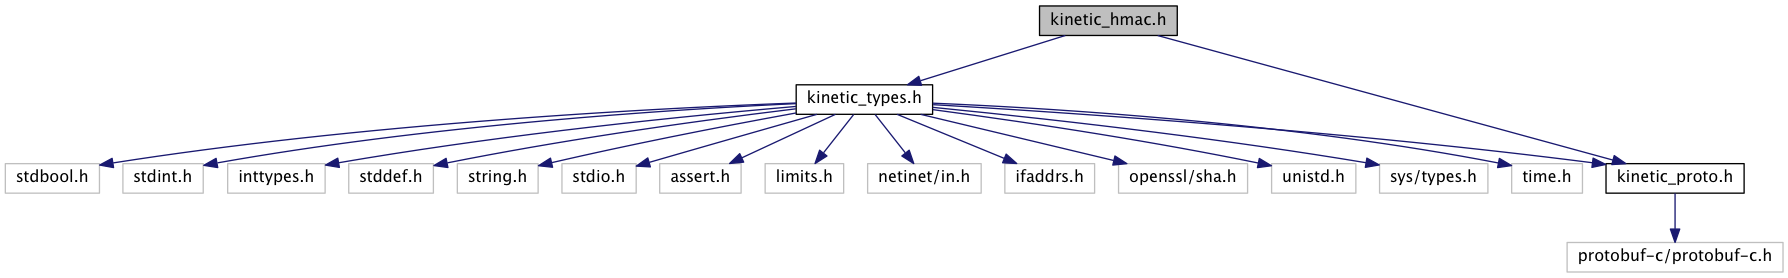 kinetic_hmac.h
kinetic_types.h
stdbool.h
stdint.h
inttypes.h
stddef.h
string.h
stdio.h
assert.h
limits.h
netinet/in.h
ifaddrs.h
openssl/sha.h
unistd.h
sys/types.h
time.h
kinetic_proto.h
protobuf-c/protobuf-c.h